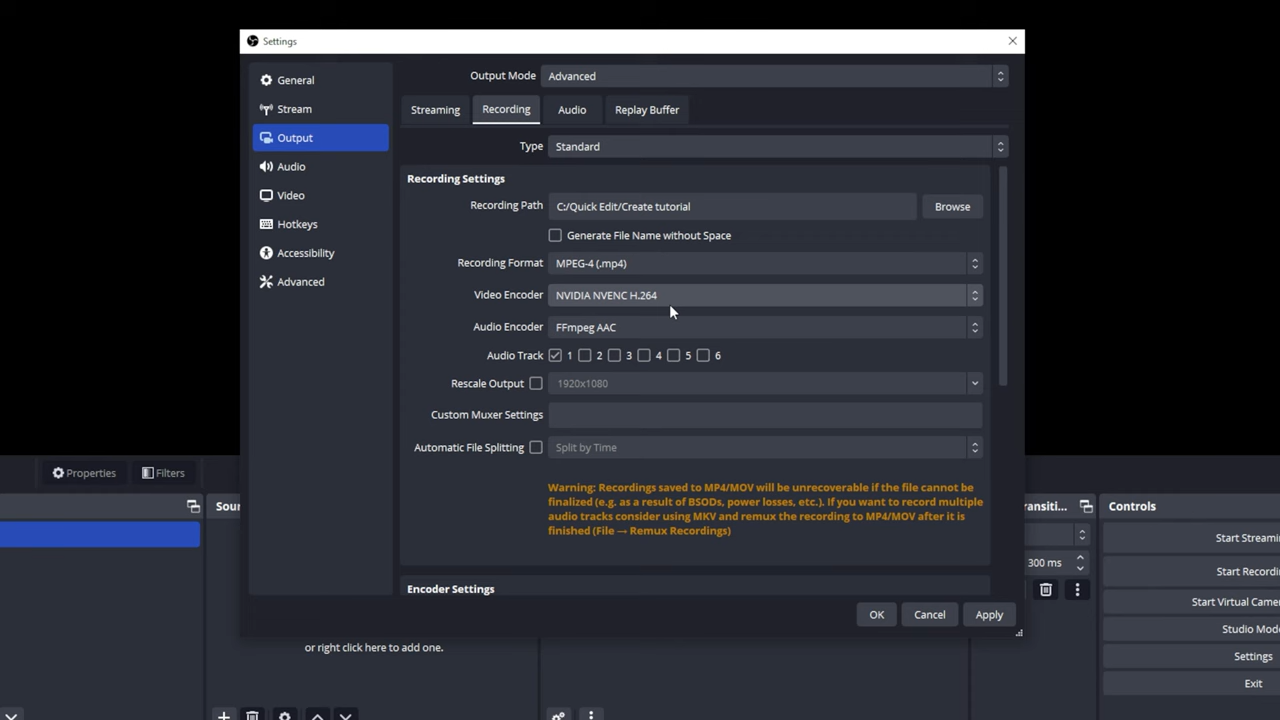 Settings
General
Stream
Output
Audio
Video
Hotkeys
Accessibility
Advanced
Output Mode Advanced
Streaming Recording Audio Replay Buffer
Type Standard
Recording Settings
Recording Path C:/Quick Edit/Create tutorial Browse
Generate File Name without Space
Recording Format MPEG-4 (.mp4)
Video Encoder NVIDIA NVENC H.264
Audio Encoder FFmpeg AAC
Audio Track 1 2 3 4 5 6
Rescale Output 1920x1080
Custom Muxer Settings
Automatic File Splitting Split by Time
Warning: Recordings saved to MP4/MOV will be unrecoverable if the file cannot be
finalized (e.g. as a result of BSODs, power losses, etc.). If you want to record multiple
audio tracks consider using MKV and remux the recording to MP4/MOV after it is
finished (File → Remux Recordings)
Encoder Settings
OK Cancel Apply
Properties Filters
Sour
or right click here to add one.
ransiti...
300 ms
Controls
Start Streami
Start Recordi
Start Virtual Camer
Studio Mod
Settings
Exit